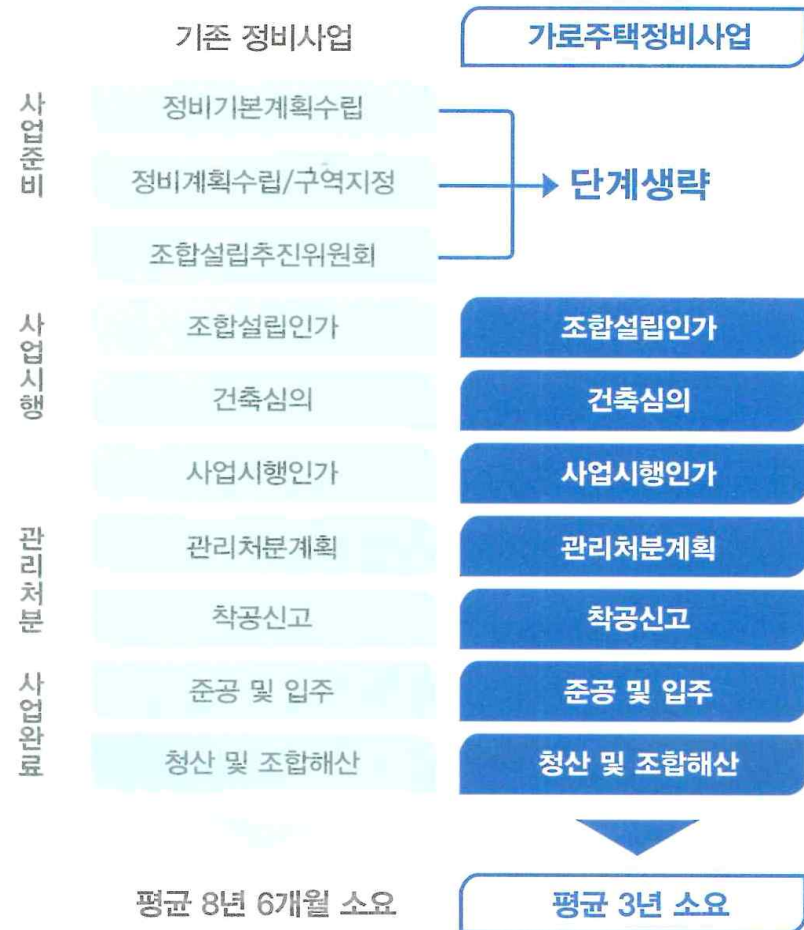 기존 정비사업
가로주택정비사업
사업준비
정비기본계획수립
정비계획수립/구역지정
단계생략
조합설립추진위원회
사업시행
조합설립인가
조합설립인가
건축심의
건축심의
사업시행인가
사업시행인가
관리처분
관리처분계획
관리처분계획
착공신고
착공신고
사업완료
준공 및 입주
준공 및 입주
청산 및 조합해산
청산 및 조합해산
평균 8년 6개월 소요
평균 3년 소요